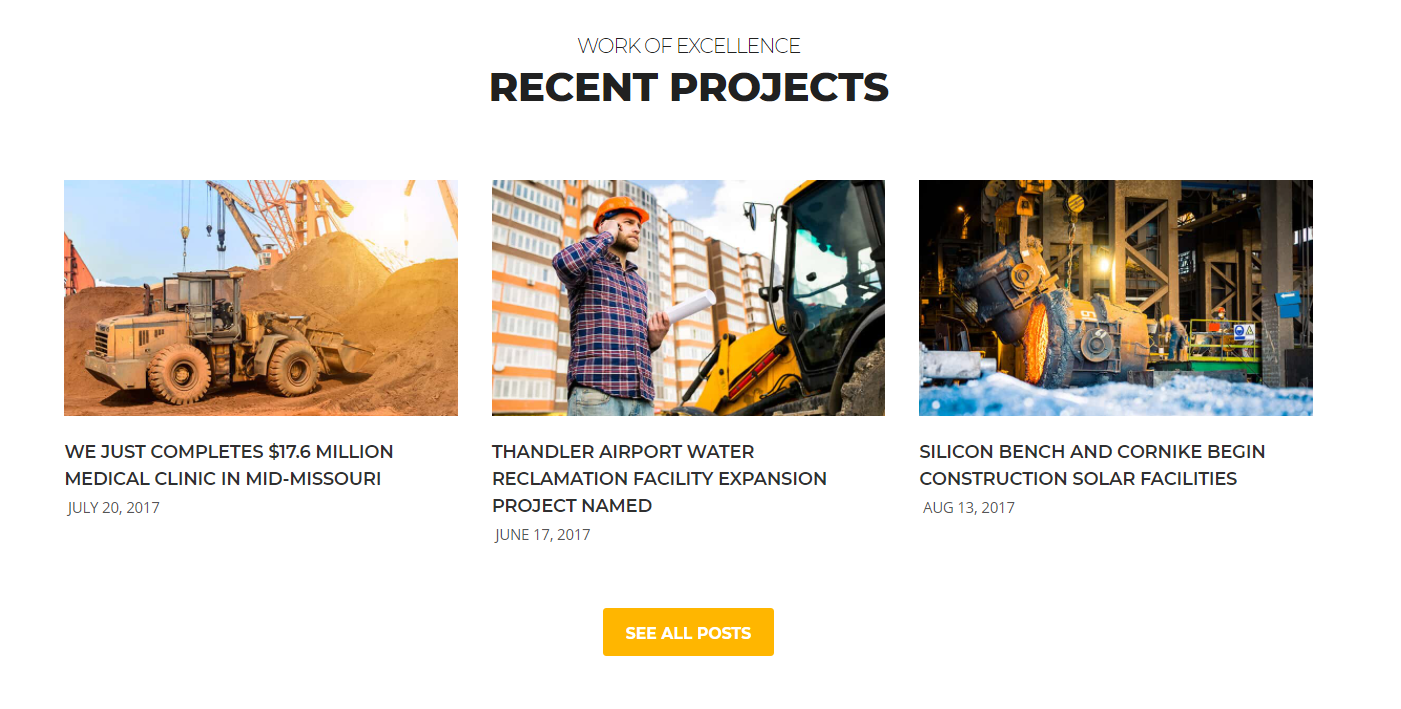 WORK OF EXCELLENCE
RECENT PROJECTS
WE JUST COMPLETES $17.6 MILLION
MEDICAL CLINIC IN MID-MISSOURI
JULY 20, 2017
THANDLER AIRPORT WATER
RECLAMATION FACILITY EXPANSION
PROJECT NAMED
JUNE 17, 2017
SILICON BENCH AND CORNIKE BEGIN
CONSTRUCTION SOLAR FACILITIES
AUG 13, 2017
SEE ALL POSTS